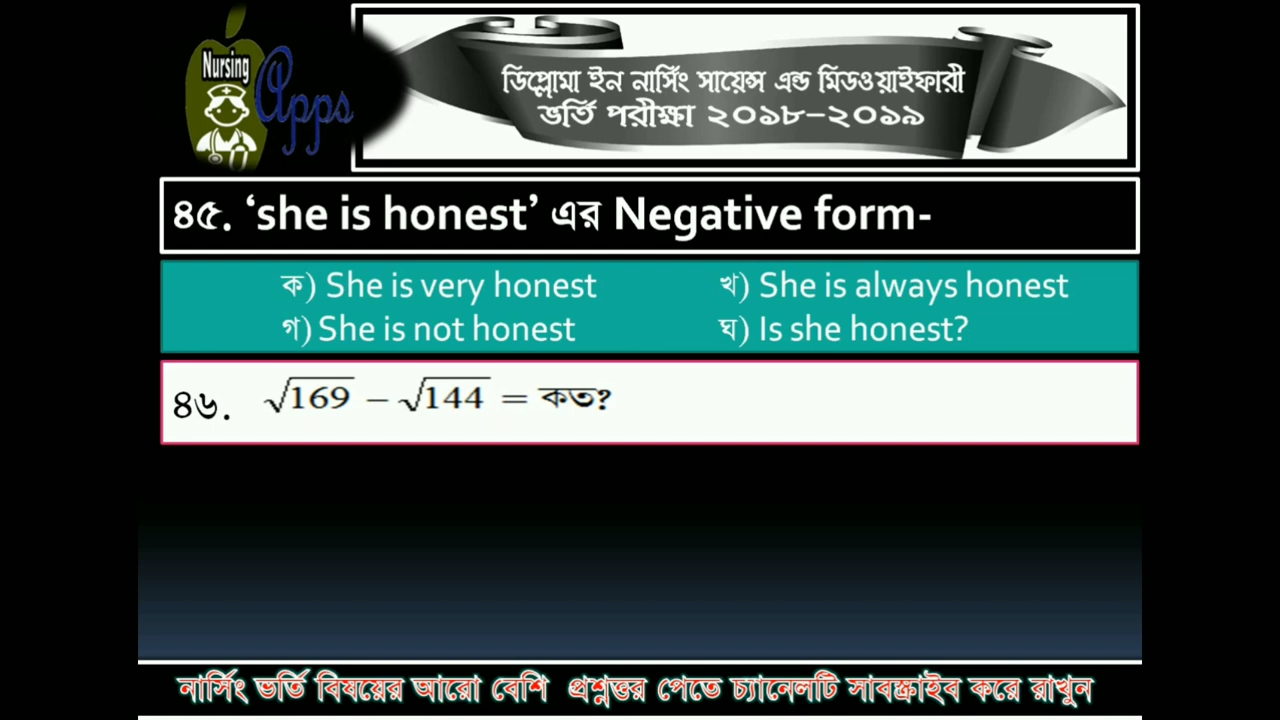 Nursing
Apps
ডিপ্লোমা ইন নার্সিং সায়েন্স এন্ড মিডওয়াইফারী
ভর্তি পরীক্ষা ২০১৮-২০১৯
৪৫. ‘she is honest’ এর Negative form-
ক) She is very honest খ) She is always honest
গ) She is not honest ঘ) Is she honest?
৪৬. √169 − √144 = কত?
নার্সিং ভর্তি বিষয়ের আরো বেশি প্রশ্নত্তর পেতে চ্যানেলটি সাবস্ক্রাইব করে রাখুন